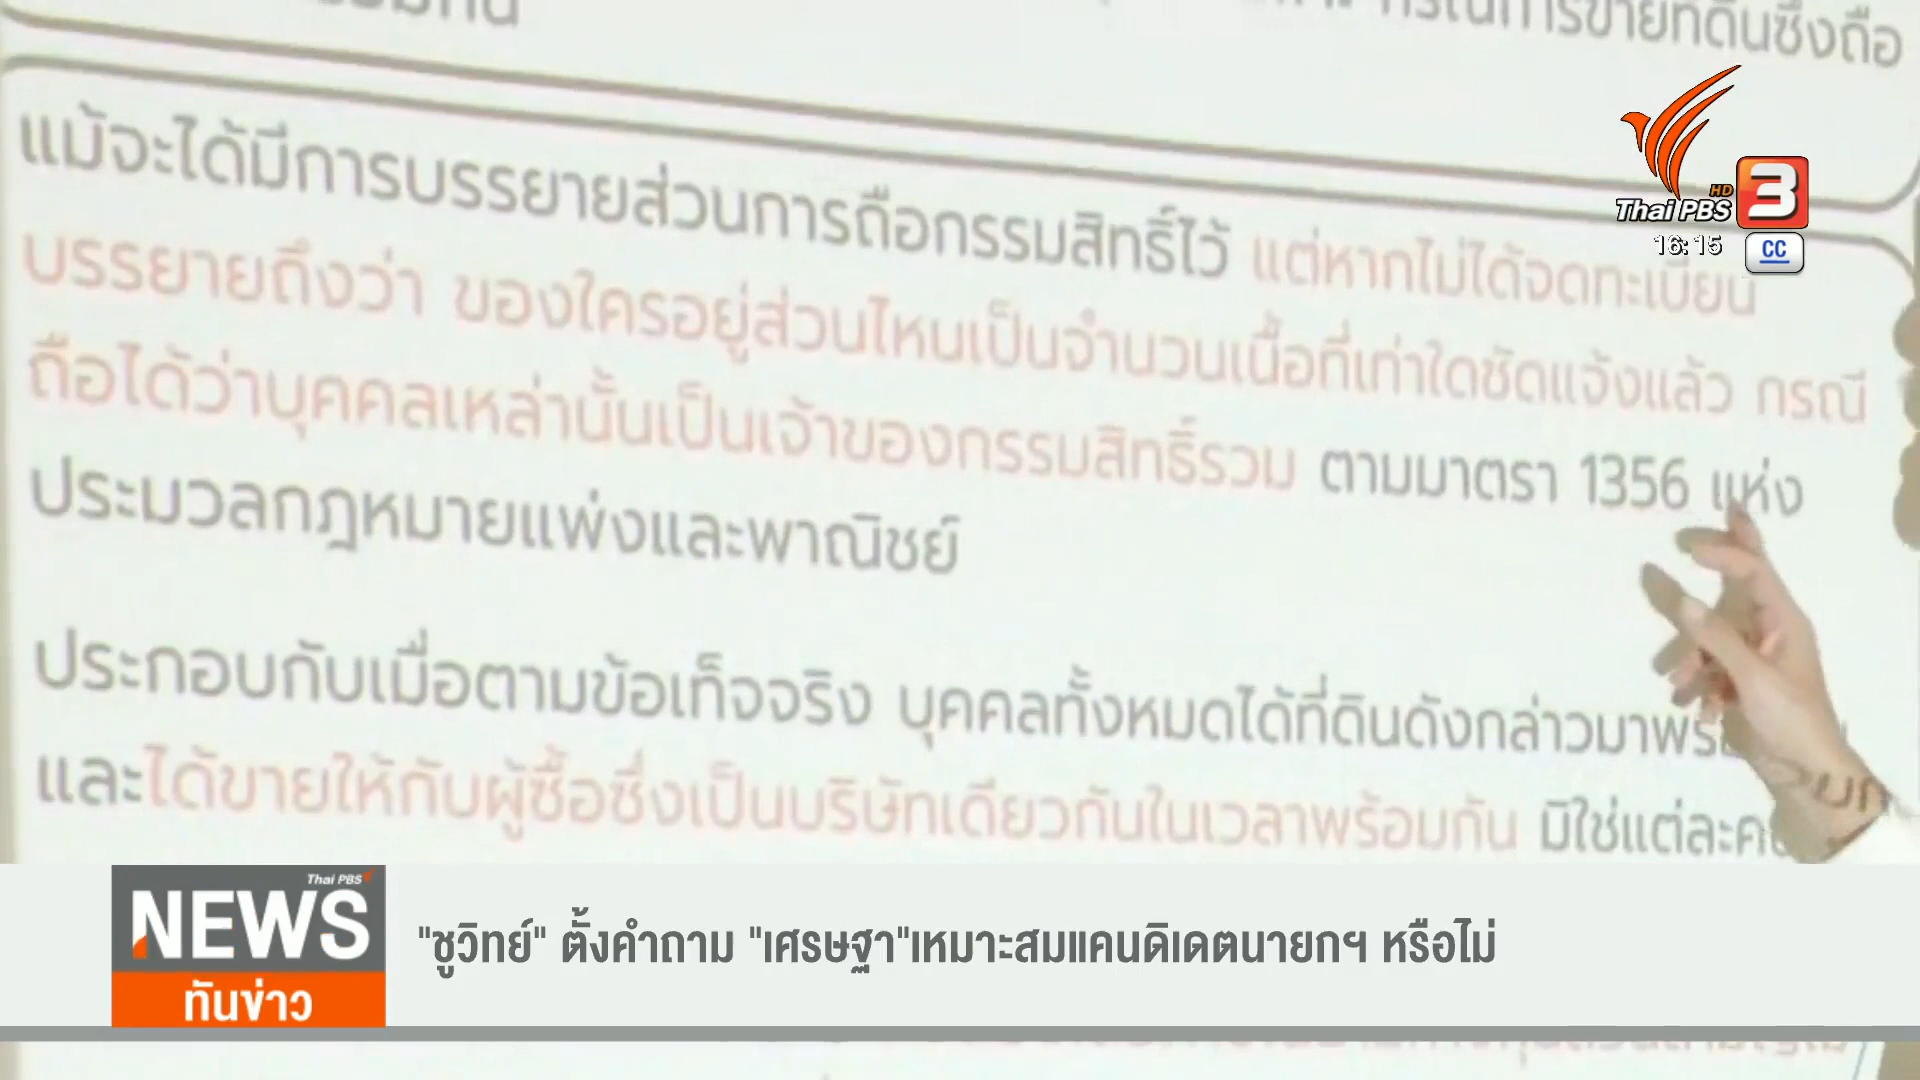 กรณีการขายที่ดินซึ่งถือ
แม้จะได้มีการบรรยายส่วนการถือกรรมสิทธิ์ไว้ แต่หากไม่ได้จดทะเบียน
บรรยายถึงว่า ของใครอยู่ส่วนไหนเป็นจำนวนเนื้อที่เท่าใดชัดแจ้งแล้ว กรณี
ถือได้ว่าบุคคลเหล่านั้นเป็นเจ้าของกรรมสิทธิ์รวม ตามมาตรา 1356 แห่ง
ประมวลกฎหมายแพ่งและพาณิชย์
ประกอบกับเมื่อตามข้อเท็จจริง บุคคลทั้งหมดได้ที่ดินดังกล่าวมา
และได้ขายให้กับผู้ซื้อซึ่งเป็นบริษัทเดียวกันในเวลาพร้อมกัน มิใช่แต่ละ
Thai PBS
HD
3
16:15
CC
Thai PBS
NEWS
ทันข่าว
"ชูวิทย์" ตั้งคำถาม "เศรษฐา"เหมาะสมแคนดิเดตนายกฯ หรือไม่